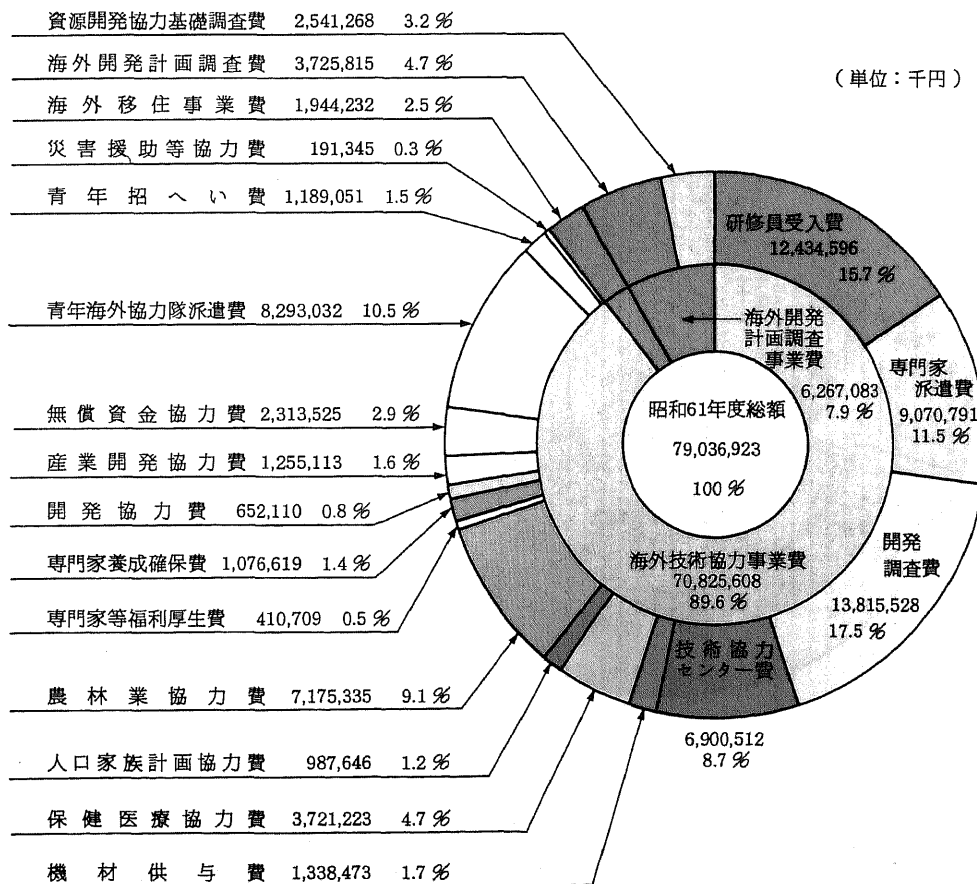 資源開発協力基礎調査費 2,541,268 3.2%
海外開発計画調査費 3,725,815 4.7%
(単位:千円)
海外移住事業費 1,944,232 2.5%
災害援助等協力費 191,345 0.3%
青年招へい費 1,189,051 1.5%
青年海外協力隊派遣費 8,293,032 10.5%
無償資金協力費 2,313,525 2.9%
産業開発協力費 1,255,113 1.6%
開発協力費 652,110 0.8%
専門家養成確保費 1,076,619 1.4%
専門家等福利厚生費 410,709 0.5%
農林業協力費 7,175,335 9.1%
人口家族計画協力費 987,646 1.2%
保健医療協力費 3,721,223 4.7%
機材供与費 1,338,473 1.7%
研修員受入費
12,434,596
15.7%
専門家
派遣費
9,070,791
11.5%
開発
調査費
13,815,528
17.5%
技術協力
センター費
6,900,512
8.7%
海外開発
計画調査
事業費
6,267,083
7.9%
海外技術協力事業費
70,825,608
89.6%
昭和61年度総額
79,036,923
100%